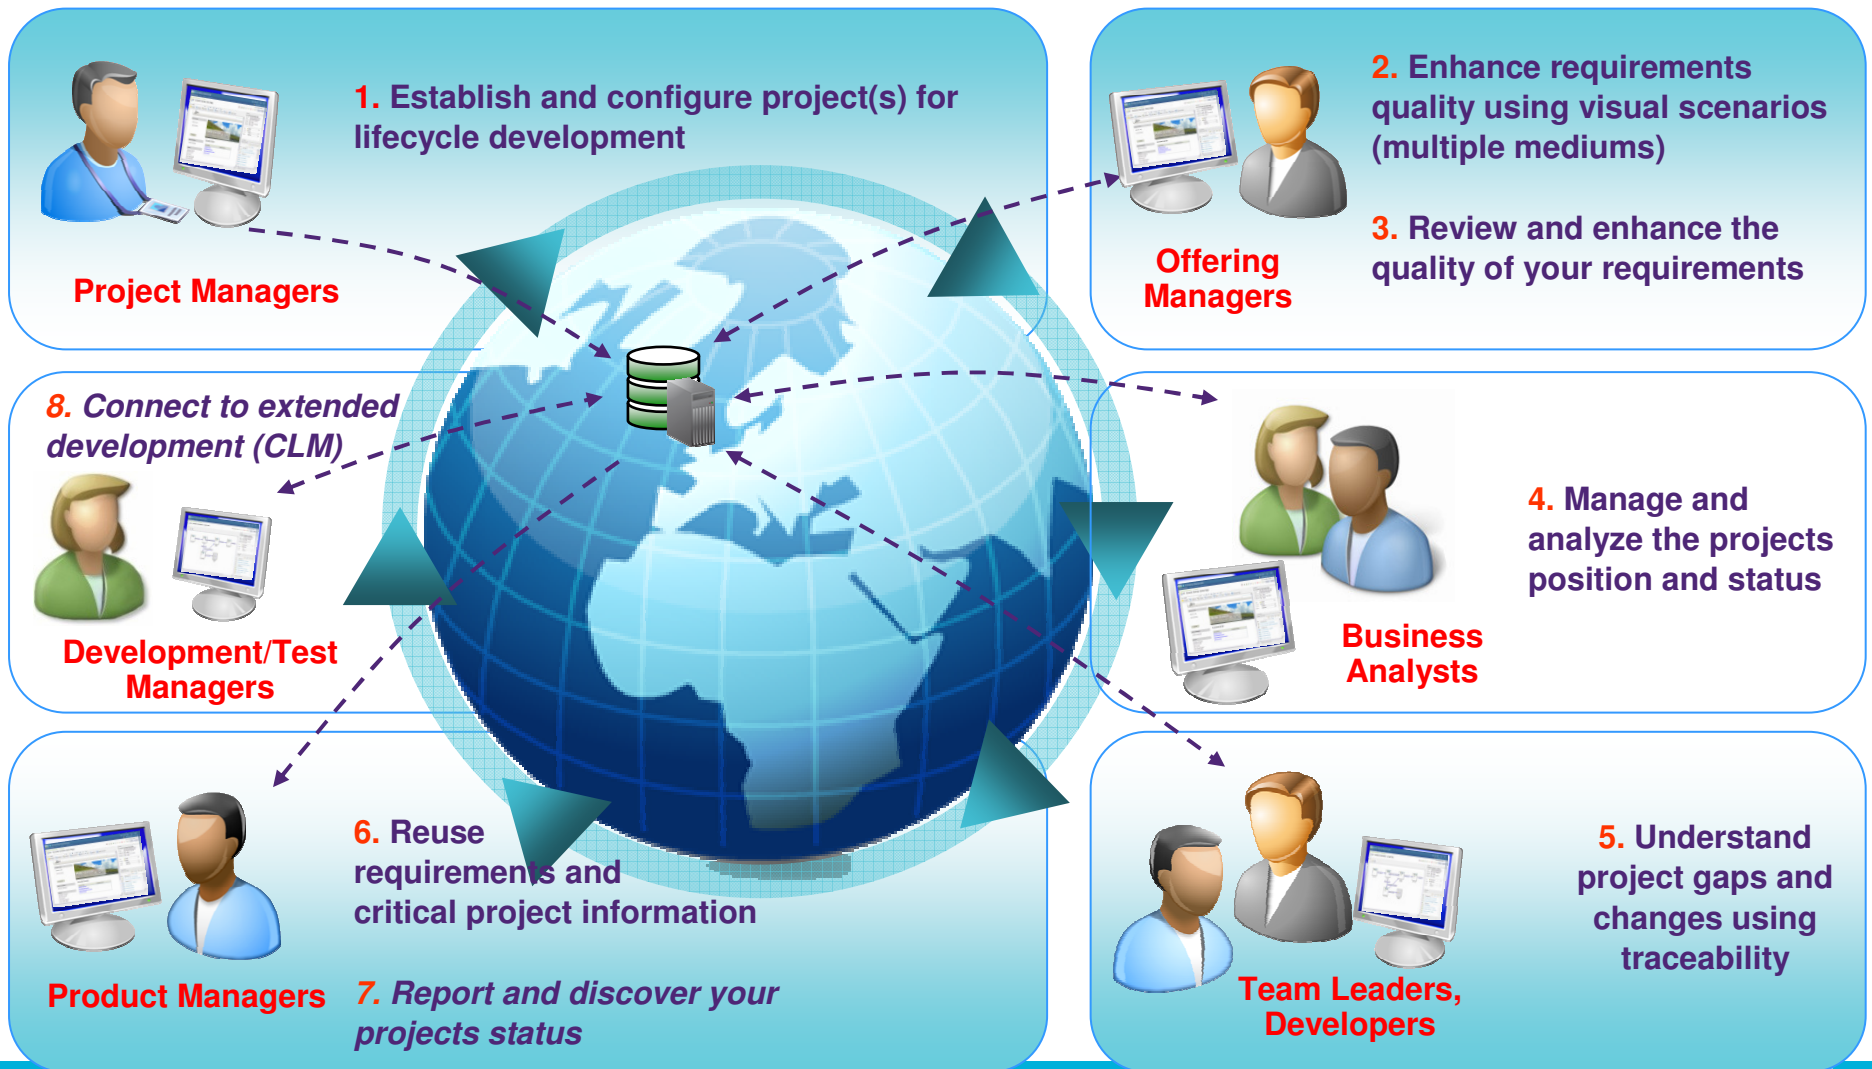 1. Establish and configure project(s) for
lifecycle development
Project Managers
2. Enhance requirements
quality using visual scenarios
(multiple mediums)
3. Review and enhance the
quality of your requirements
Offering
Managers
8. Connect to extended
development (CLM)
Development/Test
Managers
4. Manage and
analyze the projects
position and status
Business
Analysts
6. Reuse
requirements and
critical project information
7. Report and discover your
projects status
Product Managers
5. Understand
project gaps and
changes using
traceability
Team Leaders,
Developers